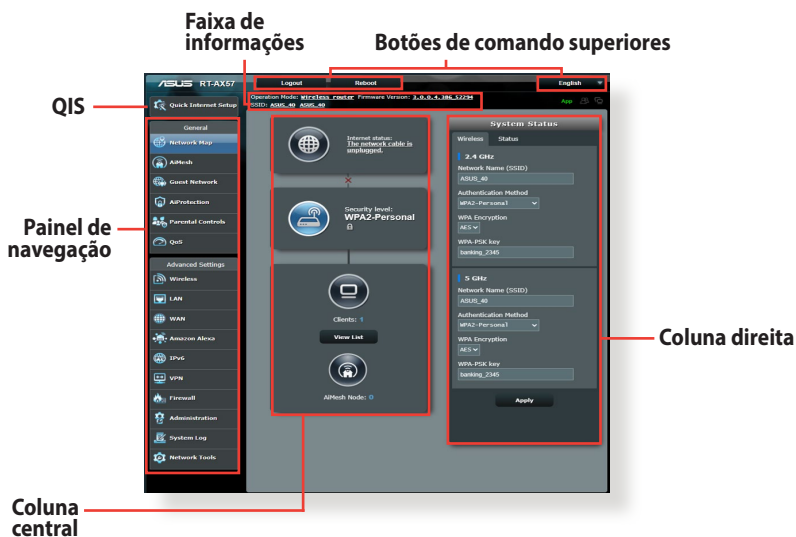 Faixa de
informações
Botões de comando superiores
/SUS RT-AX57
Logout
Reboot
English
QIS
Quick Internet Setup
Operation Mode: Wireless router Firmware Version: 3.0.0.4.386_52294
SSID: ASUS_40 ASUS_40
App
General
Network Map
AiMesh
Guest Network
AiProtection
Parental Controls
QoS
Painel de
navegação
Advanced Settings
Wireless
LAN
WAN
Amazon Alexa
IPv6
VPN
Firewall
Administration
System Log
Network Tools
Internet status:
The network cable is
unplugged.
Security level:
WPA2-Personal
Clients: 1
View List
AiMesh Node: 0
System Status
Wireless
Status
2.4 GHz
Network Name (SSID)
ASUS_40
Authentication Method
WPA2-Personal
WPA Encryption
AES
WPA-PSK key
banking_2345
5 GHz
Network Name (SSID)
ASUS_40
Authentication Method
WPA2-Personal
WPA Encryption
AES
WPA-PSK key
banking_2345
Apply
Coluna direita
Coluna
central